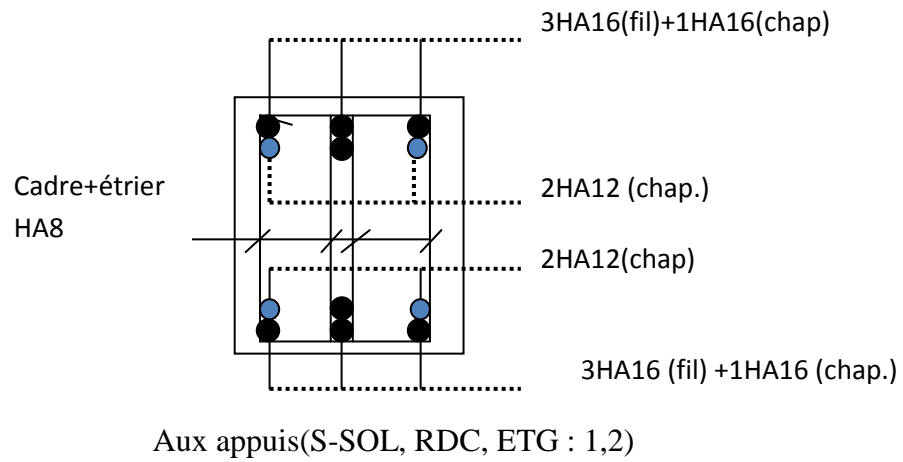 3HA16(fil)+1HA16(chap)
Cadre+étrier
HA8
2HA12 (chap.)
2HA12(chap)
3HA16 (fil) +1HA16 (chap.)
Aux appuis(S-SOL, RDC, ETG : 1,2)